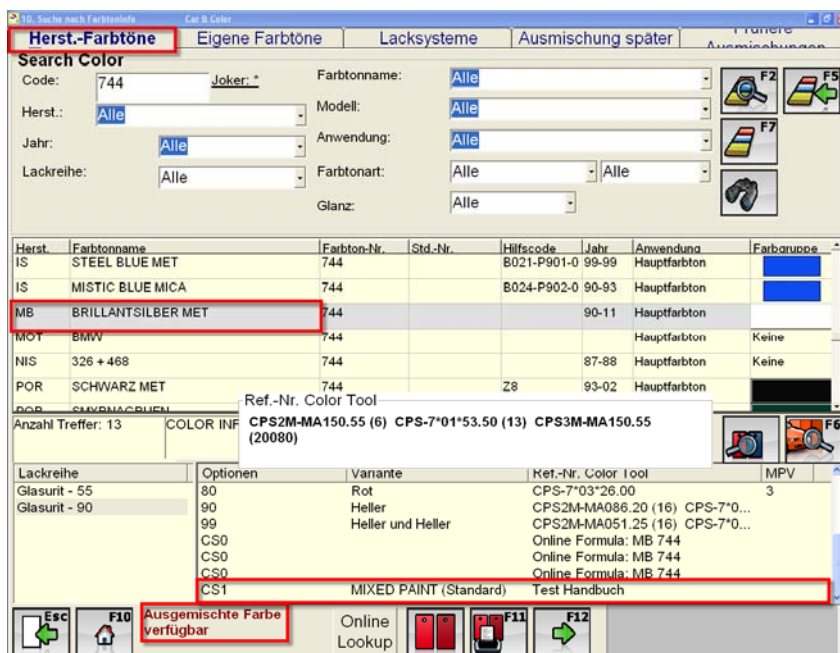 10. Suche nach Farbtoninfo Car & Color
Herst.-Farbtöne Eigene Farbtöne Lacksysteme Ausmischung später
Search Color
Code: 744 Joker: * Farbtonname: Alle F2 F5
Herst.: Alle Modell: Alle
Jahr: Alle Anwendung: Alle F7
Lackreihe: Alle Farbtonart: Alle Alle
Glanz: Alle
Herst. Farbtonname Farbton-Nr. Std.-Nr. Hilfscode Jahr Anwendung Farbgruppe
IS STEEL BLUE MET 744 B021-P901-0 99-99 Hauptfarbton
IS MISTIC BLUE MICA 744 B024-P902-0 90-93 Hauptfarbton
MB BRILLANTSILBER MET 744 90-11 Hauptfarbton
MOT BMW 744 Hauptfarbton Keine
NIS 326 + 468 744 87-88 Hauptfarbton Keine
POR SCHWARZ MET 744 Z8 93-02 Hauptfarbton
Ref.-Nr. Color Tool
CPS2M-MA150.55 (6) CPS-7*01*53.50 (13) CPS3M-MA150.55
(20080)
Anzahl Treffer: 13 COLOR INF F6
Lackreihe Optionen Variante Ref.-Nr. Color Tool MPV
Glasurit - 55 80 Rot CPS-7*03*26.00 3
Glasurit - 90 90 Heller CPS2M-MA086.20 (16) CPS-7*0...
99 Heller und Heller CPS2M-MA051.25 (16) CPS-7*0...
CS0 Online Formula: MB 744
CS0 Online Formula: MB 744
CS0 Online Formula: MB 744
CS1 MIXED PAINT (Standard) Test Handbuch
Esc F10 Ausgemischte Farbe
verfügbar
Online
Lookup
F11 F12